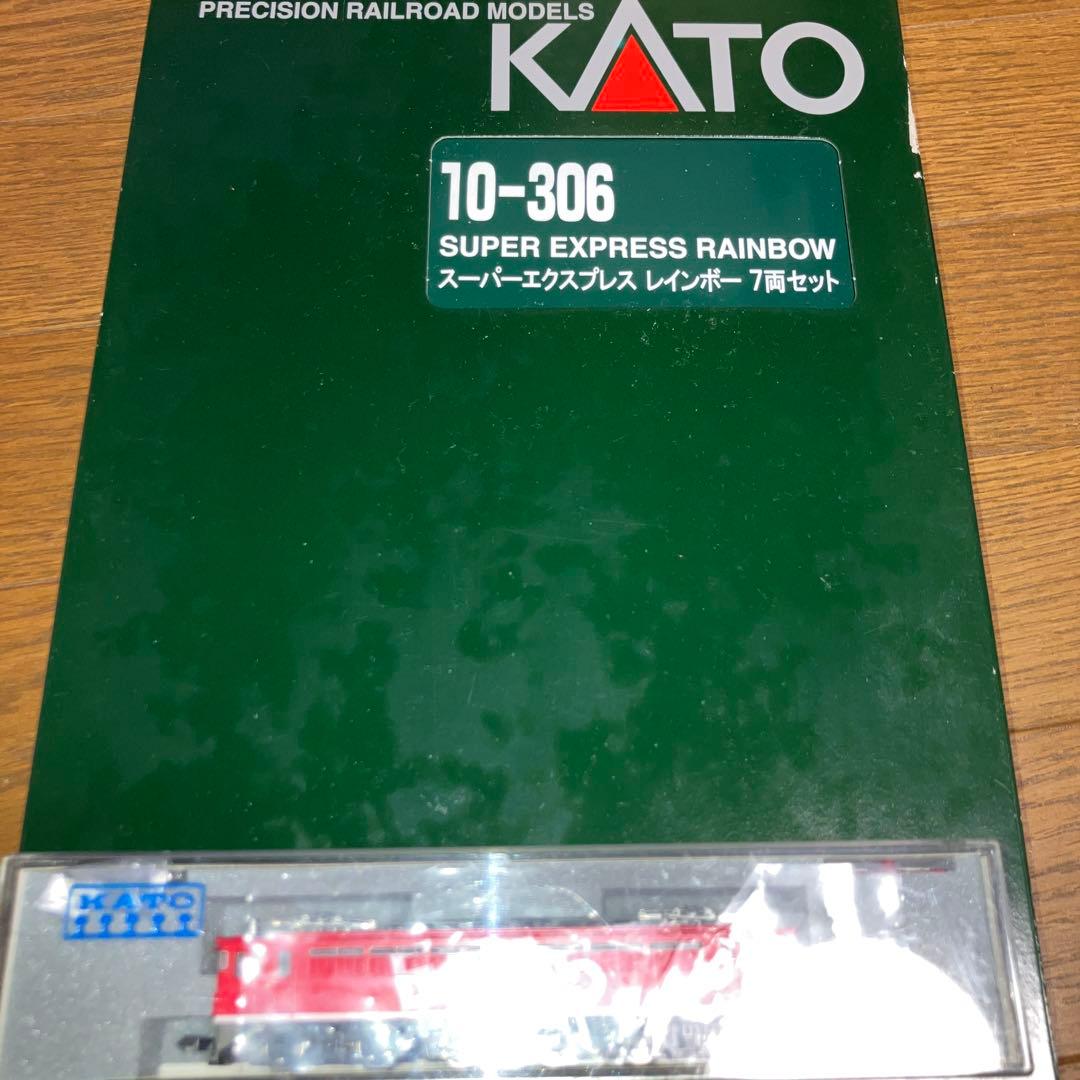 PRECISION RAILROAD MODELS
KATO
10-306
SUPER EXPRESS RAINBOW
スーパーエクスプレス レインボー 7両セット
KATO